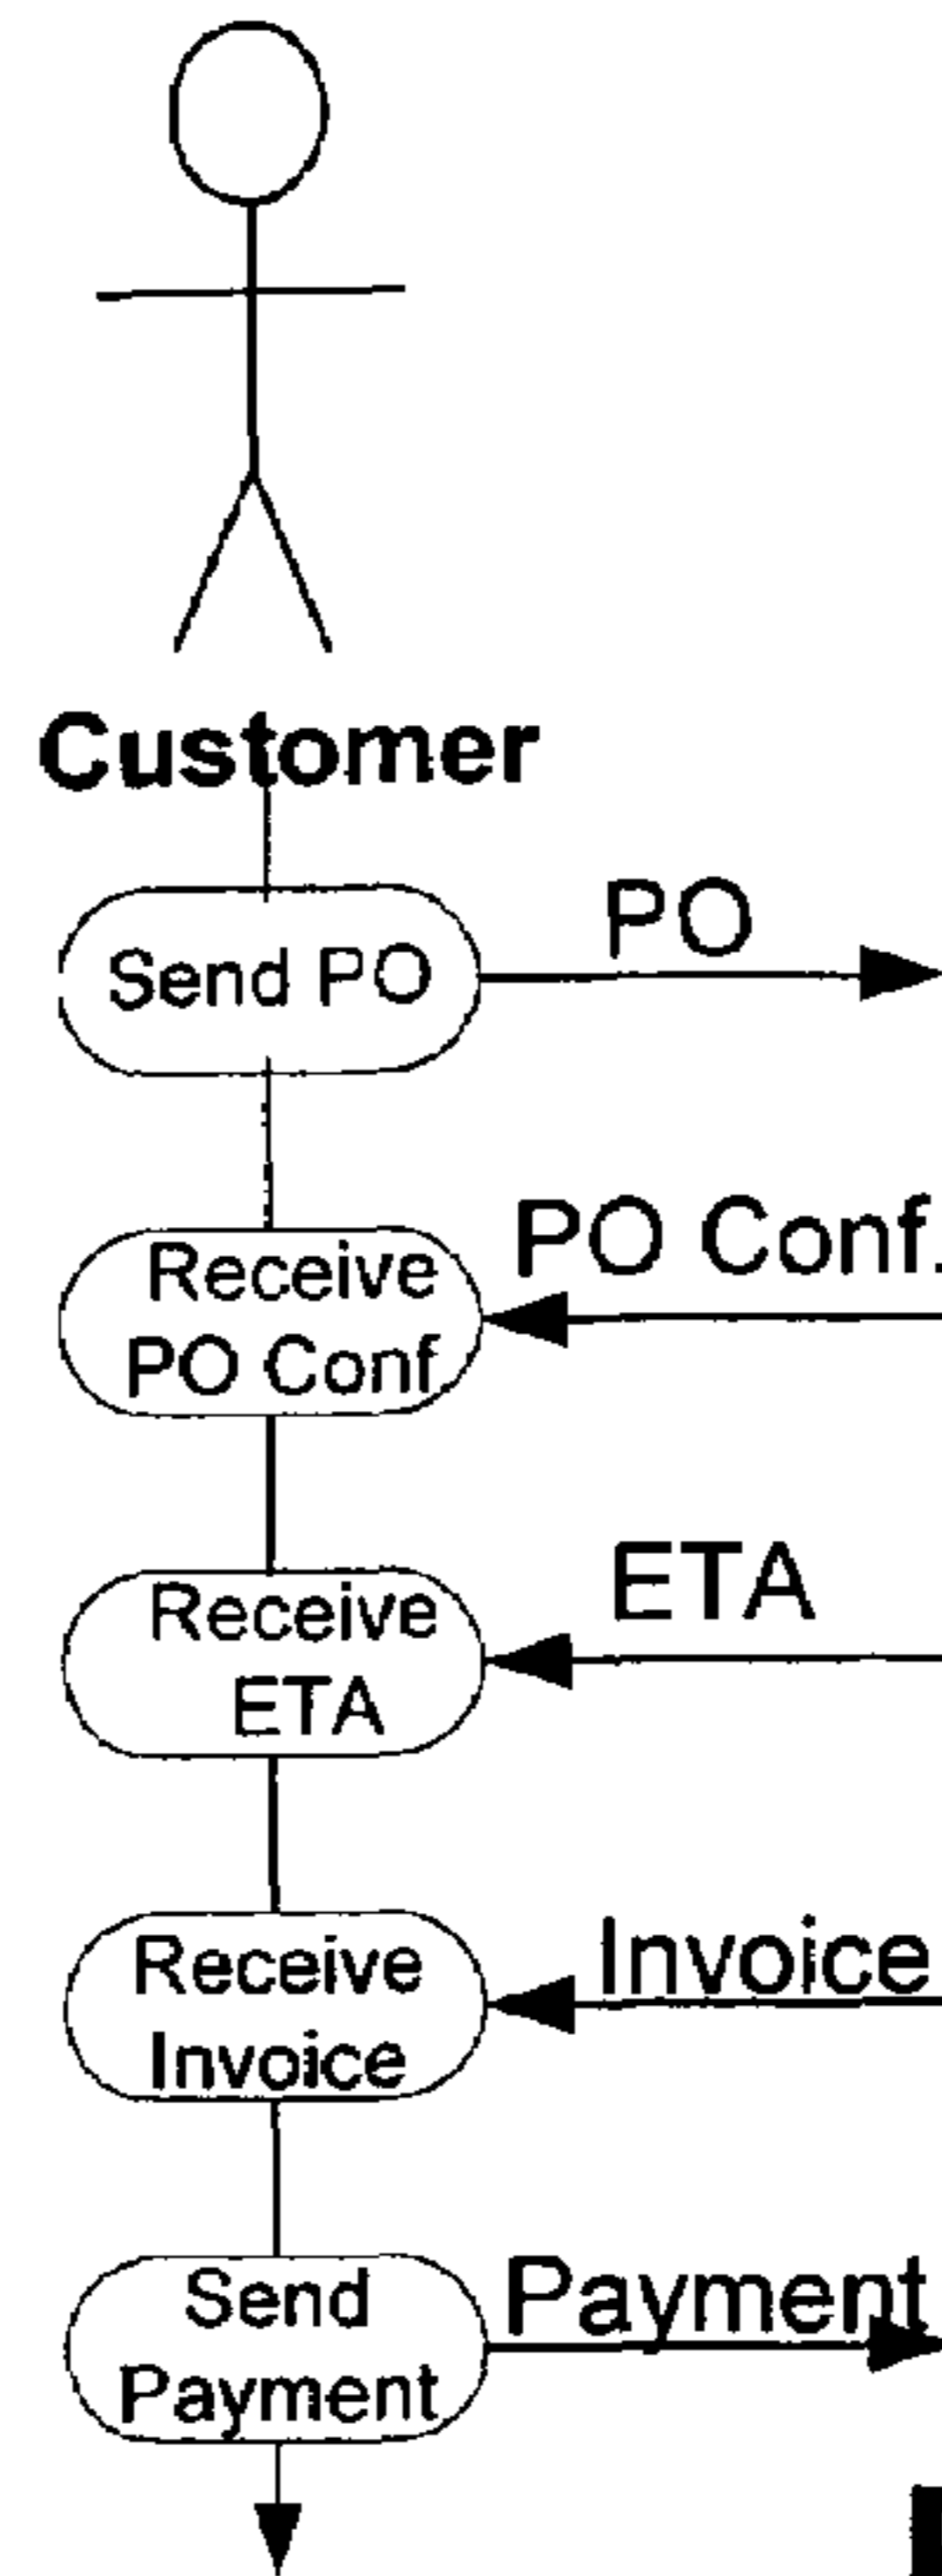 Customer
Send PO
PO
Receive
PO Conf
PO Conf.
Receive
ETA
ETA
Receive
Invoice
Invoice
Send
Payment
Payment